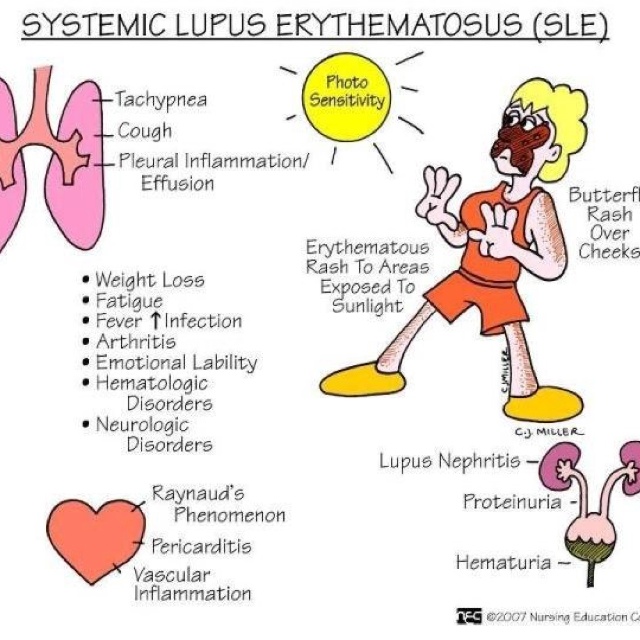 SYSTEMIC LUPUS ERYTHEMATOSUS (SLE)
Tachypnea
Cough
Pleural Inflammation/
Effusion
Photo
Sensitivity
Butterfl
Rash
Over
Cheeks
Erythematous
Rash To Areas
Exposed To
Sunlight
• Weight Loss
• Fatigue
• Fever ↑ Infection
• Arthritis
• Emotional Lability
• Hematologic
Disorders
• Neurologic
Disorders
C.J. MILLER
C.J. MILLER
Raynaud's
Phenomenon
Pericarditis
Vascular
Inflammation
Lupus Nephritis
Proteinuria
Hematuria
NEC ©2007 Nursing Education Co